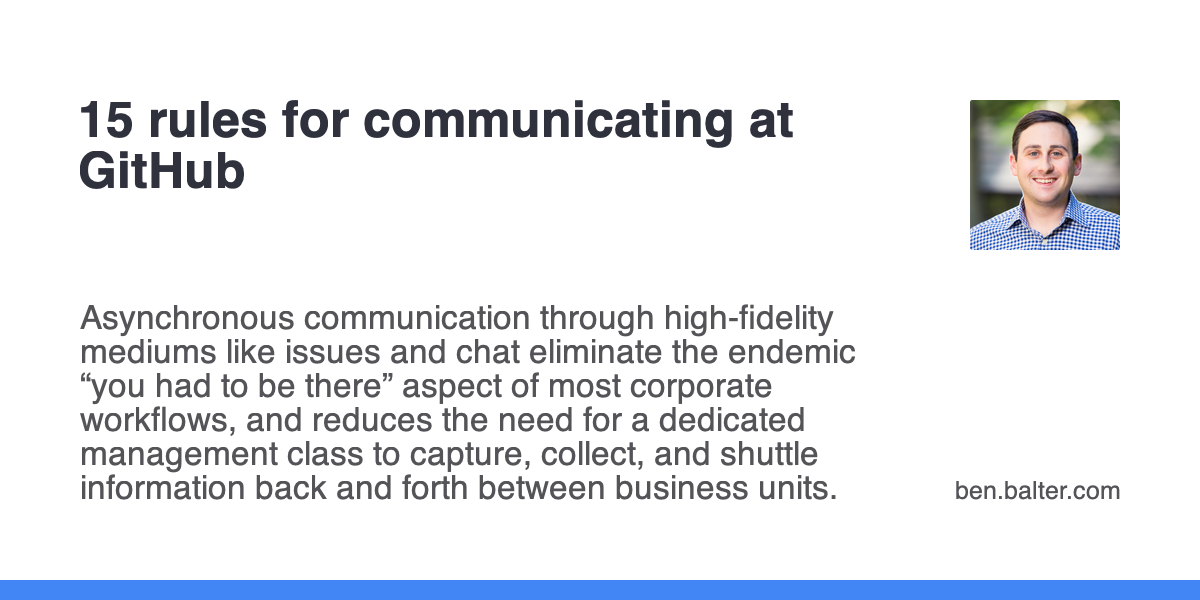 15 rules for communicating at
GitHub
Asynchronous communication through high-fidelity
mediums like issues and chat eliminate the endemic
“you had to be there” aspect of most corporate
workflows, and reduces the need for a dedicated
management class to capture, collect, and shuttle
information back and forth between business units.
ben.balter.com